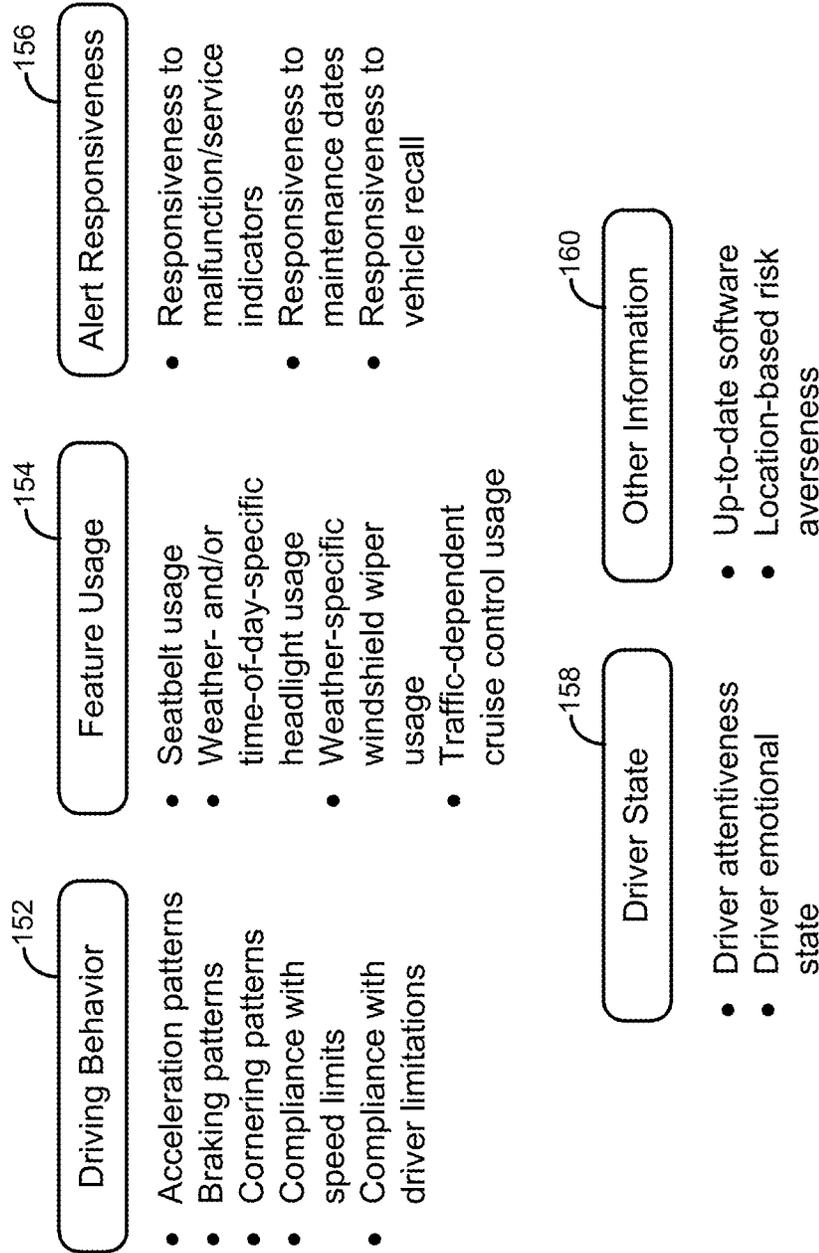 152
Driving Behavior
Acceleration patterns
Braking patterns
Cornering patterns
Compliance with
speed limits
Compliance with
driver limitations
154
Feature Usage
Seatbelt usage
Weather- and/or
time-of-day-specific
headlight usage
Weather-specific
windshield wiper
usage
Traffic-dependent
cruise control usage
156
Alert Responsiveness
Responsiveness to
malfunction/service
indicators
Responsiveness to
maintenance dates
Responsiveness to
vehicle recall
158
Driver State
Driver attentiveness
Driver emotional
state
160
Other Information
Up-to-date software
Location-based risk
averseness